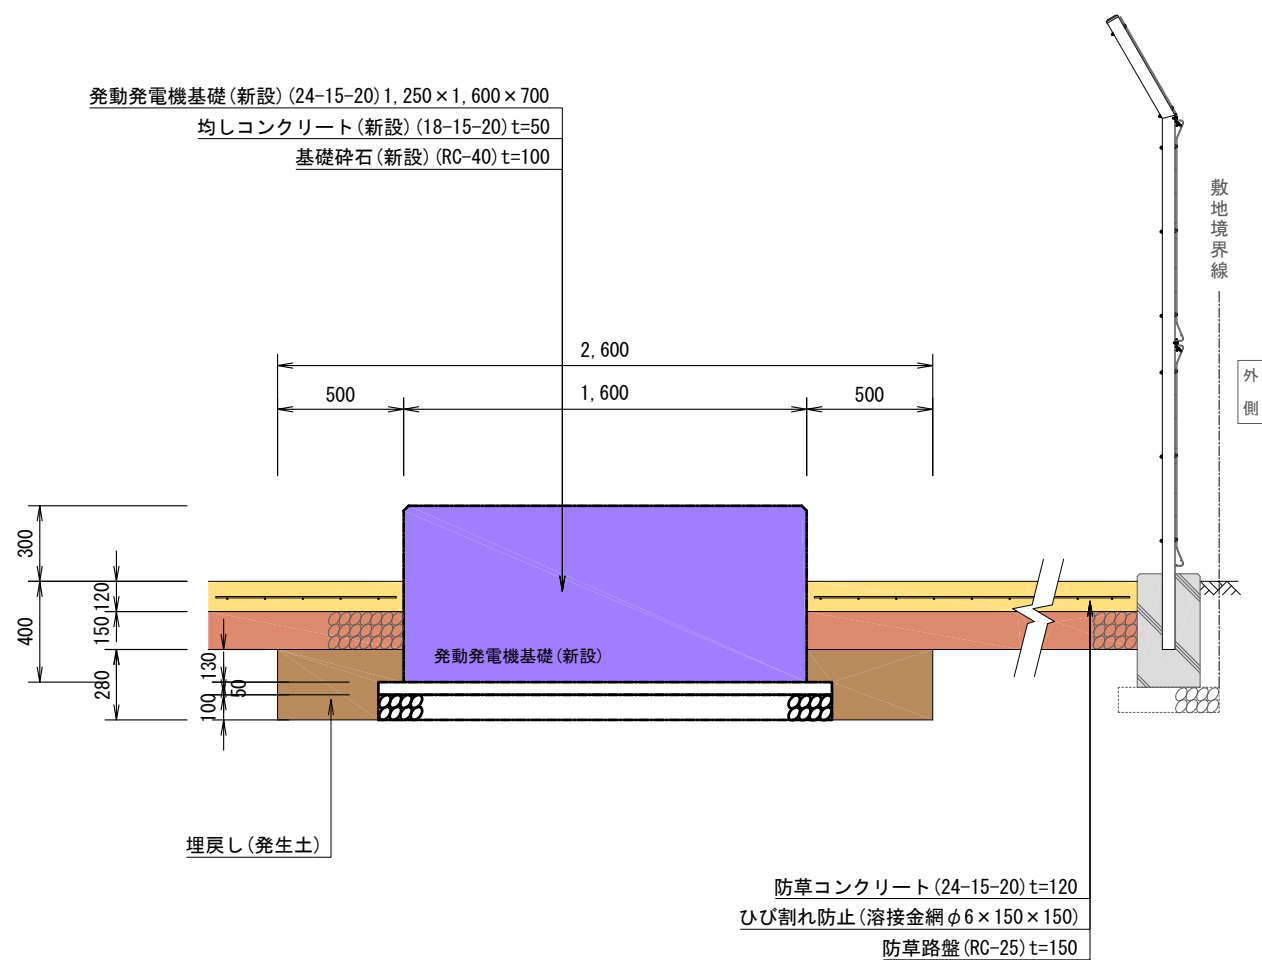 発動発電機基礎(新設)(24-15-20)1,250×1,600×700
均しコンクリート(新設)(18-15-20)t=50
基礎砕石(新設)(RC-40)t=100
敷地境界線
外側
2,600
500
1,600
500
300
400
120
150
280
130
50
100
発動発電機基礎(新設)
埋戻し(発生土)
防草コンクリート(24-15-20)t=120
ひび割れ防止(溶接金網φ6×150×150)
防草路盤(RC-25)t=150